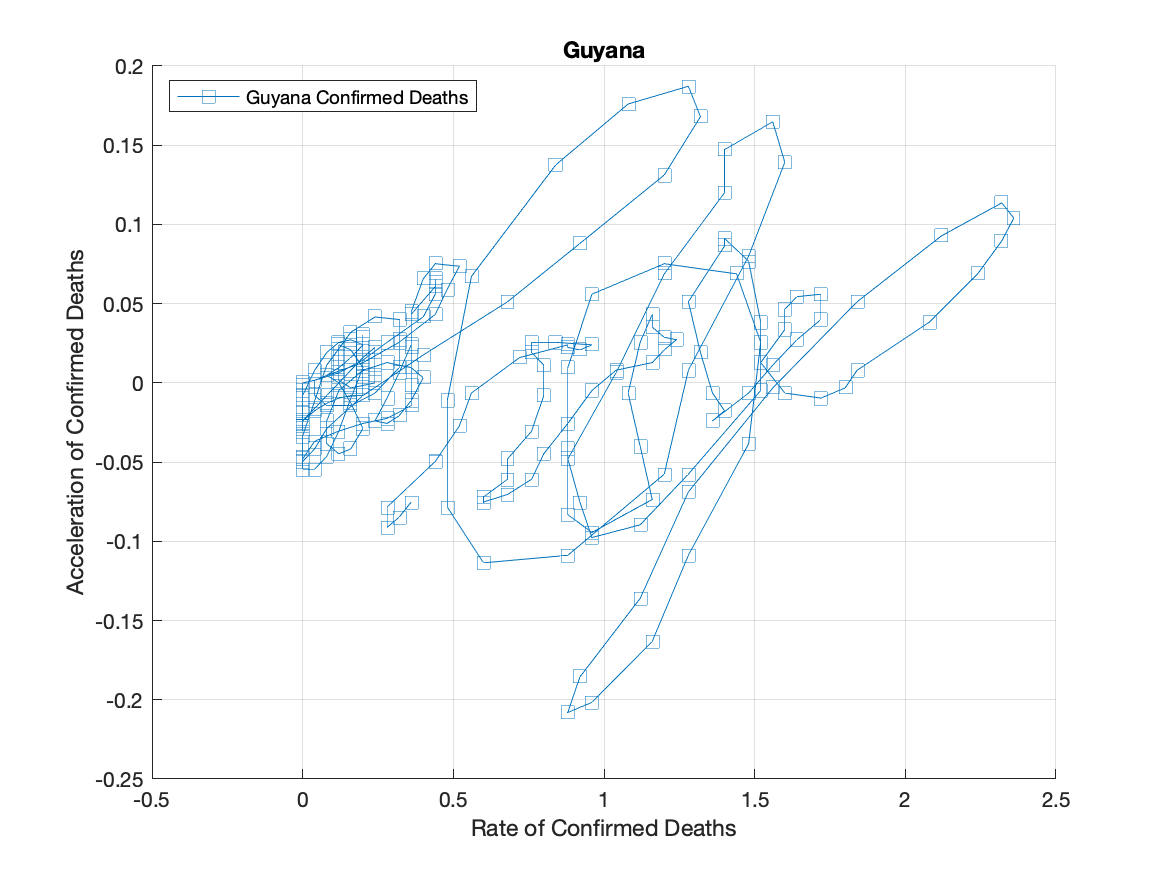 Guyana
Guyana Confirmed Deaths
0.2
0.15
0.1
0.05
0
-0.05
-0.1
-0.15
-0.2
-0.25
Acceleration of Confirmed Deaths
-0.5 0 0.5 1 1.5 2 2.5
Rate of Confirmed Deaths